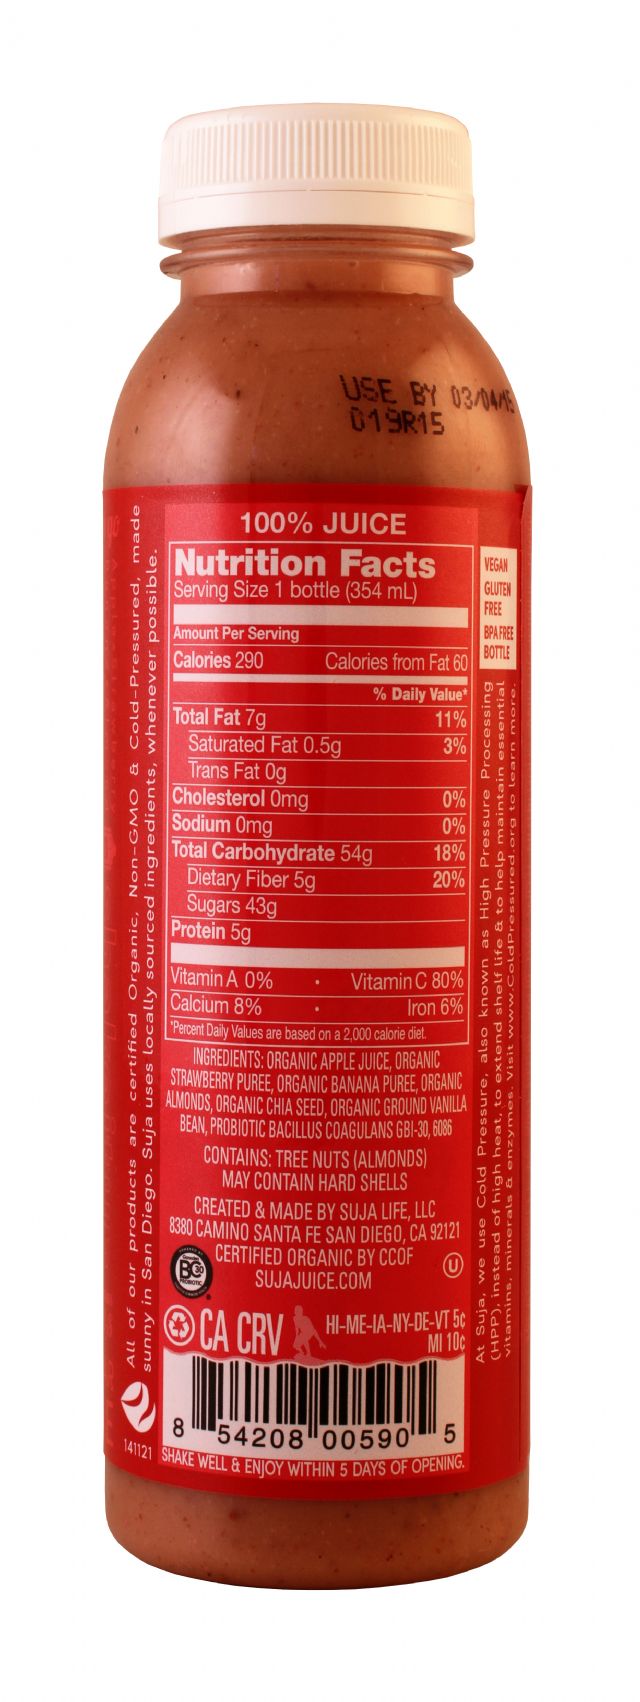 USE BY 03/04/15
019R15
100% JUICE
Nutrition Facts
Serving Size 1 bottle (354 mL)
Amount Per Serving
Calories 290 Calories from Fat 60
% Daily Value*
Total Fat 7g 11%
Saturated Fat 0.5g 3%
Trans Fat 0g
Cholesterol 0mg 0%
Sodium 0mg 0%
Total Carbohydrate 54g 18%
Dietary Fiber 5g 20%
Sugars 43g
Protein 5g
Vitamin A 0% • Vitamin C 80%
Calcium 8% • Iron 6%
*Percent Daily Values are based on a 2,000 calorie diet.
INGREDIENTS: ORGANIC APPLE JUICE, ORGANIC
STRAWBERRY PUREE, ORGANIC BANANA PUREE, ORGANIC
ALMONDS, ORGANIC CHIA SEED, ORGANIC GROUND VANILLA
BEAN, PROBIOTIC BACILLUS COAGULANS GBI-30, 6086
CONTAINS: TREE NUTS (ALMONDS)
MAY CONTAIN HARD SHELLS
CREATED & MADE BY SUJA LIFE, LLC
8380 CAMINO SANTA FE SAN DIEGO, CA 92121
CERTIFIED ORGANIC BY CCOF
SUJAJUICE.COM
BC30
PROBIOTIC
U
CA CRV
HI-ME-IA-NY-DE-VT 5¢
MI 10¢
8 54208 00590 5
SHAKE WELL & ENJOY WITHIN 5 DAYS OF OPENING.
141121
All of our products are certified Organic, Non-GMO & Cold-Pressured, made
sunny in San Diego. Suja uses locally sourced ingredients, whenever possible.
VEGAN
GLUTEN
FREE
BPA FREE
BOTTLE
At Suja, we use Cold Pressure, also known as High Pressure Processing
(HPP), instead of high heat, to extend shelf life & to help maintain essential
vitamins, minerals & enzymes. Visit www.ColdPressured.org to learn more.